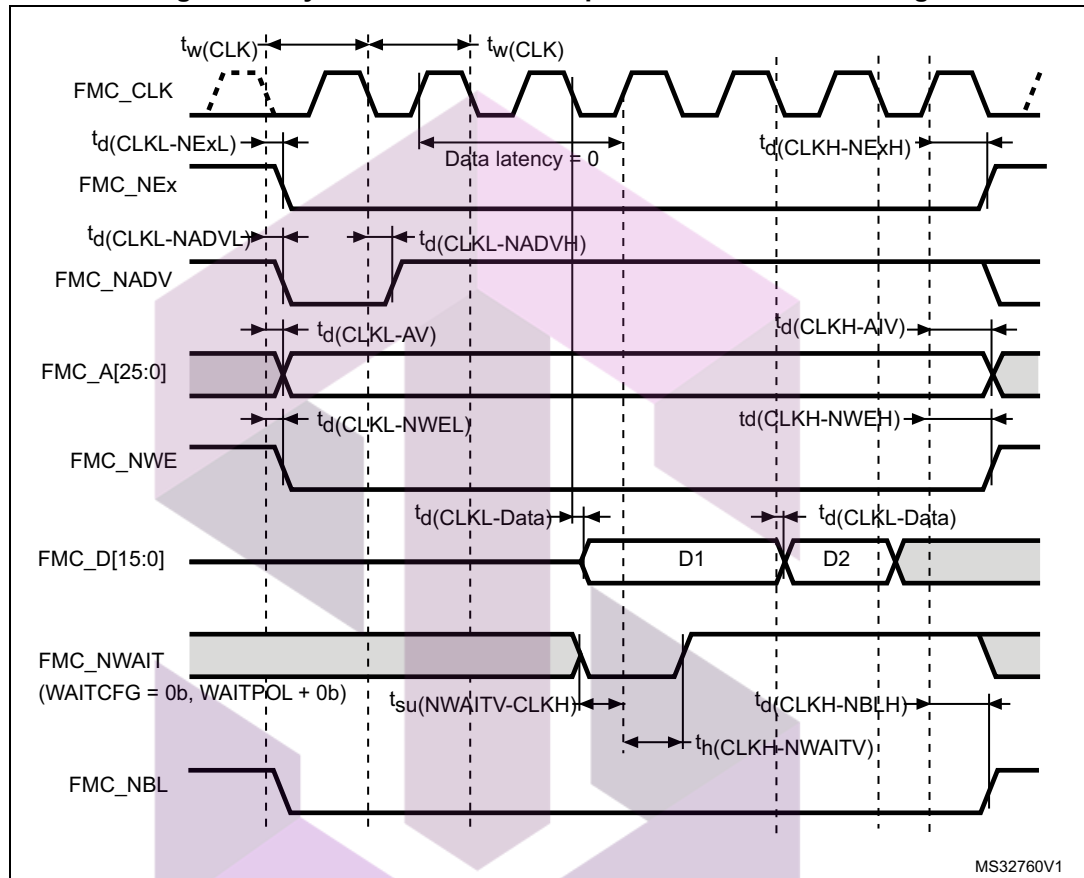 tw(CLK) tw(CLK)
FMC_CLK
td(CLKL-NExL) Data latency = 0 td(CLKH-NExH)
FMC_NEx
td(CLKL-NADVL) td(CLKL-NADVH)
FMC_NADV
td(CLKL-AV) td(CLKH-AIV)
FMC_A[25:0]
td(CLKL-NWEL) td(CLKH-NWEH)
FMC_NWE
td(CLKL-Data) td(CLKL-Data)
FMC_D[15:0] D1 D2
FMC_NWAIT
(WAITCFG = 0b, WAITPOL + 0b)
tsu(NWAITV-CLKH) td(CLKH-NBLH)
th(CLKH-NWAITV)
FMC_NBL
MS32760V1